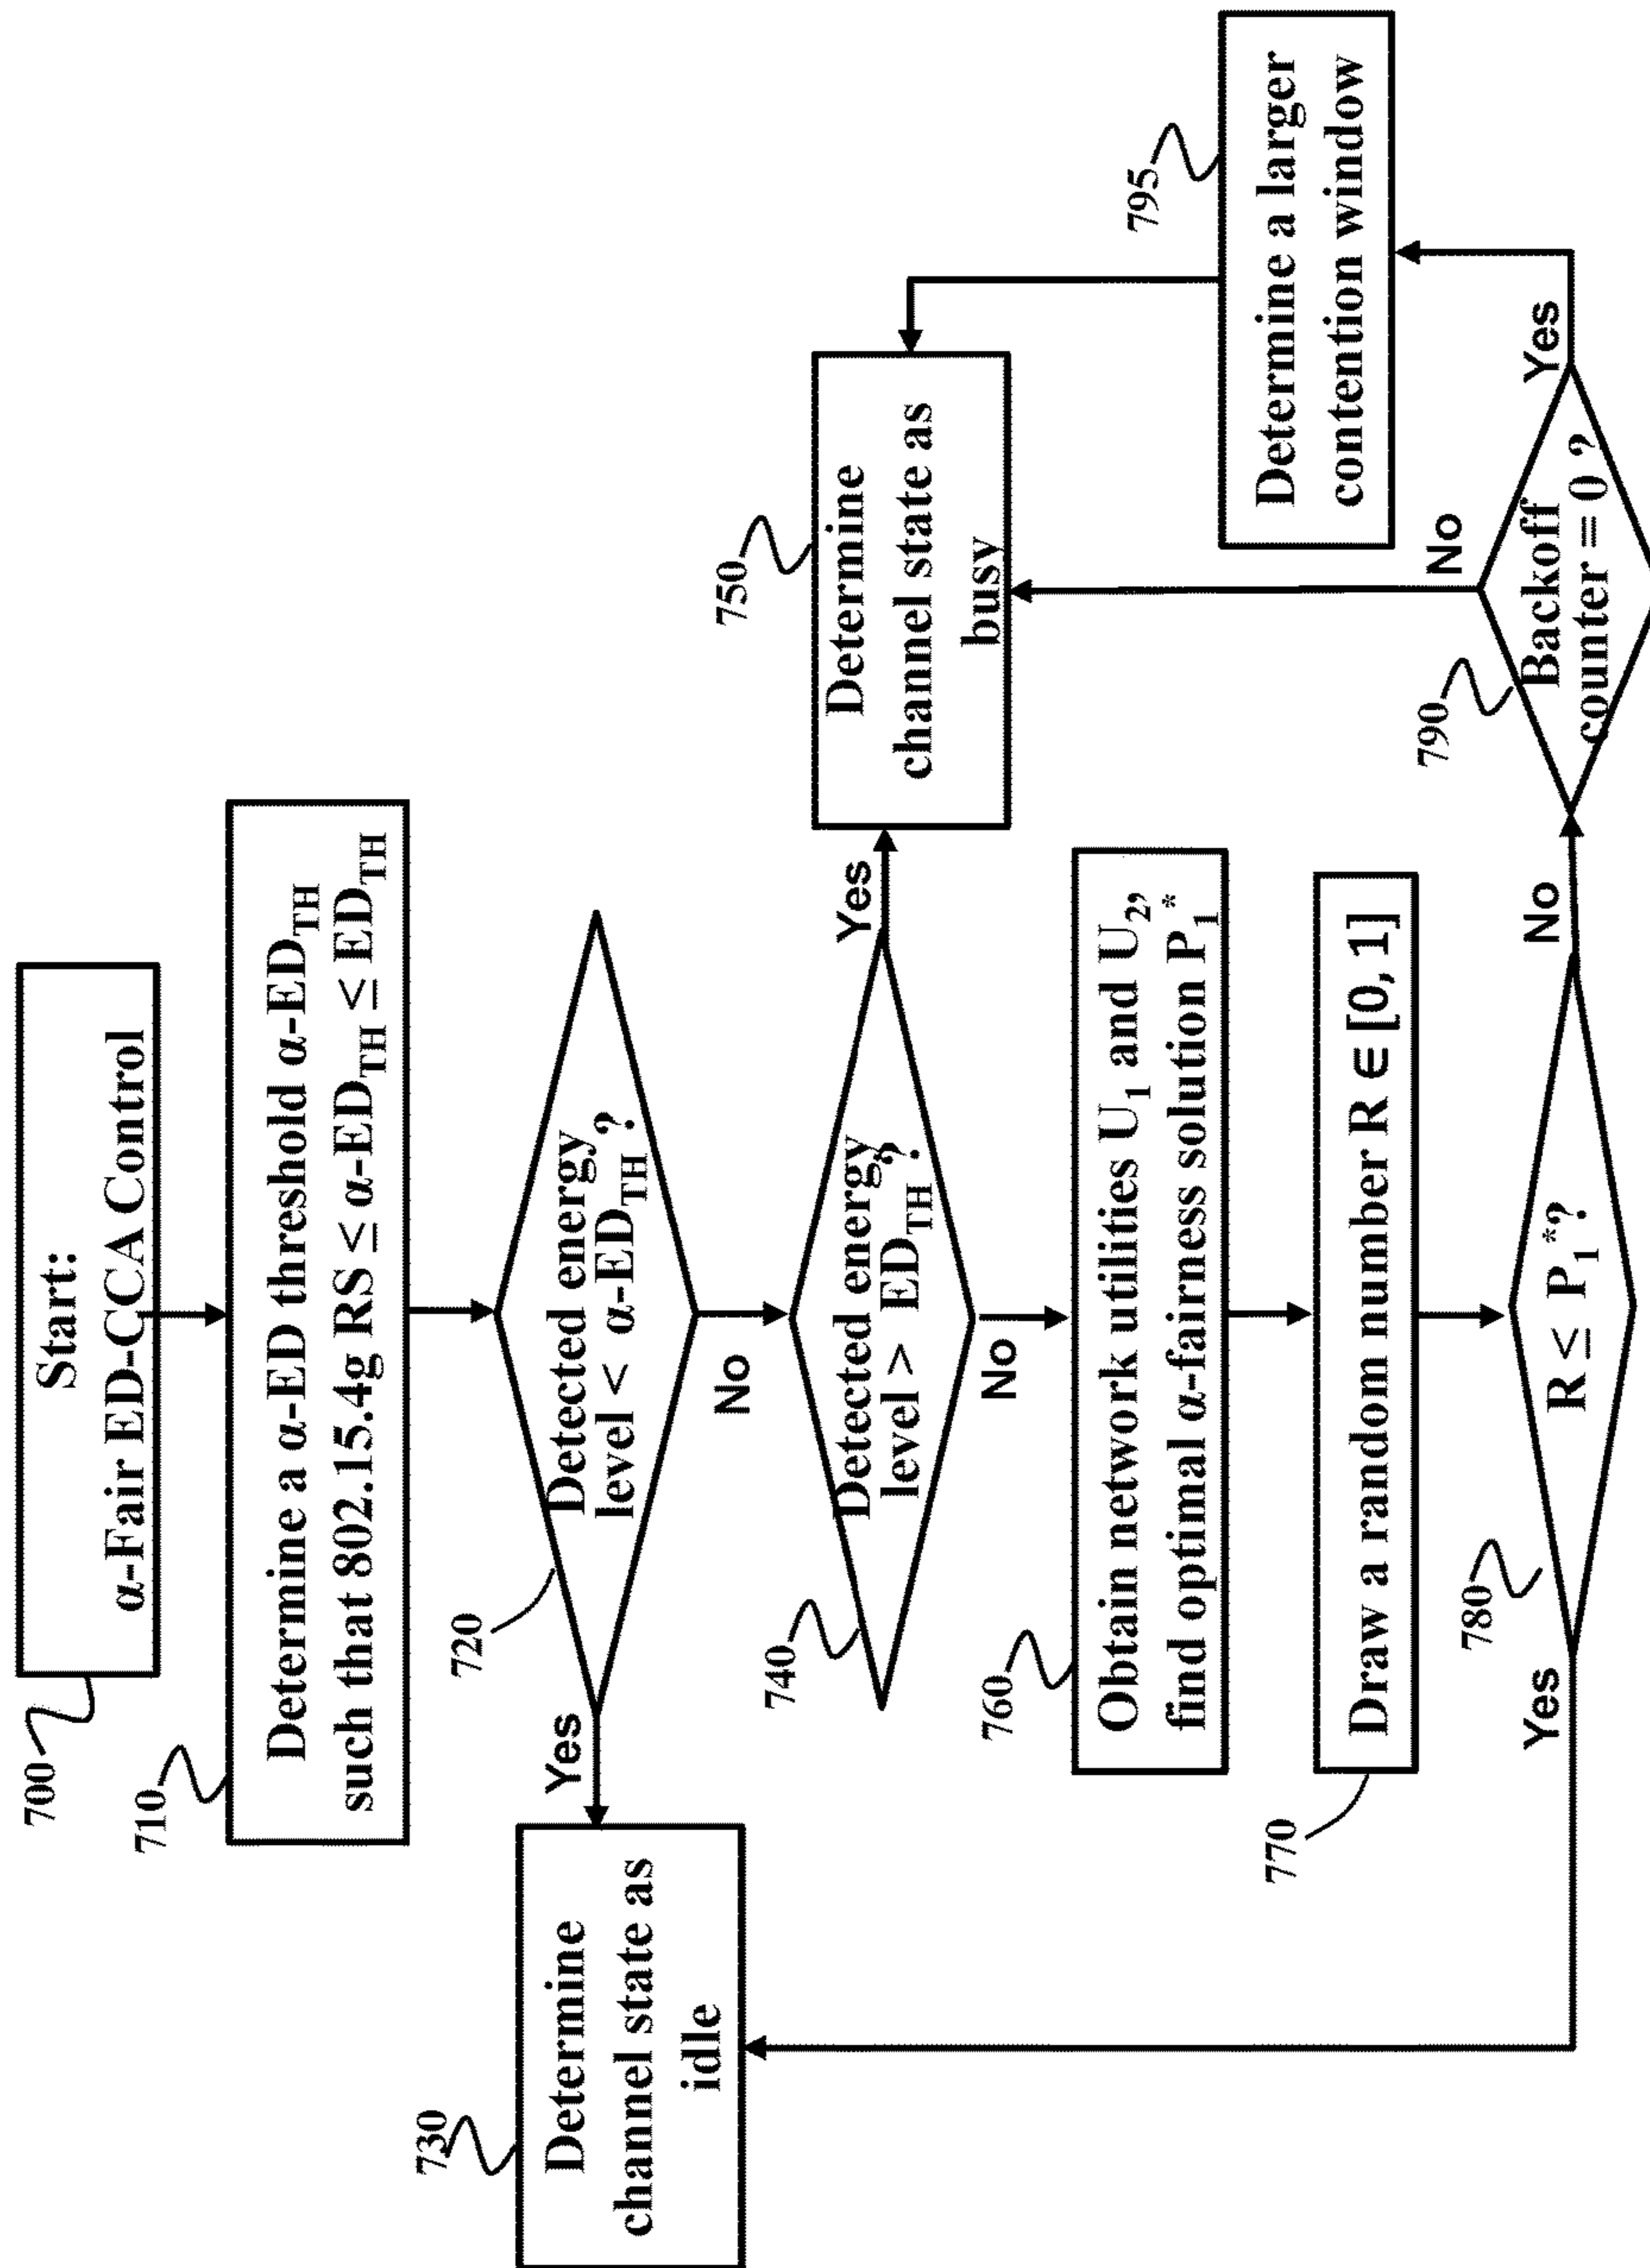 700
Start:
α-Fair ED-CCA Control
710
Determine a α-ED threshold α-ED_TH
such that 802.15.4g RS ≤ α-ED_TH ≤ ED_TH
720
Detected energy
level < α-ED_TH ?
Yes
No
730
Determine
channel state as
idle
740
Detected energy
level > ED_TH ?
Yes
No
750
Determine
channel state as
busy
760
Obtain network utilities U_1 and U_2,
find optimal α-fairness solution P_1^*
770
Draw a random number R ∈ [0, 1]
780
R ≤ P_1^*?
Yes
No
790
Backoff
counter = 0 ?
No
Yes
795
Determine a larger
contention window